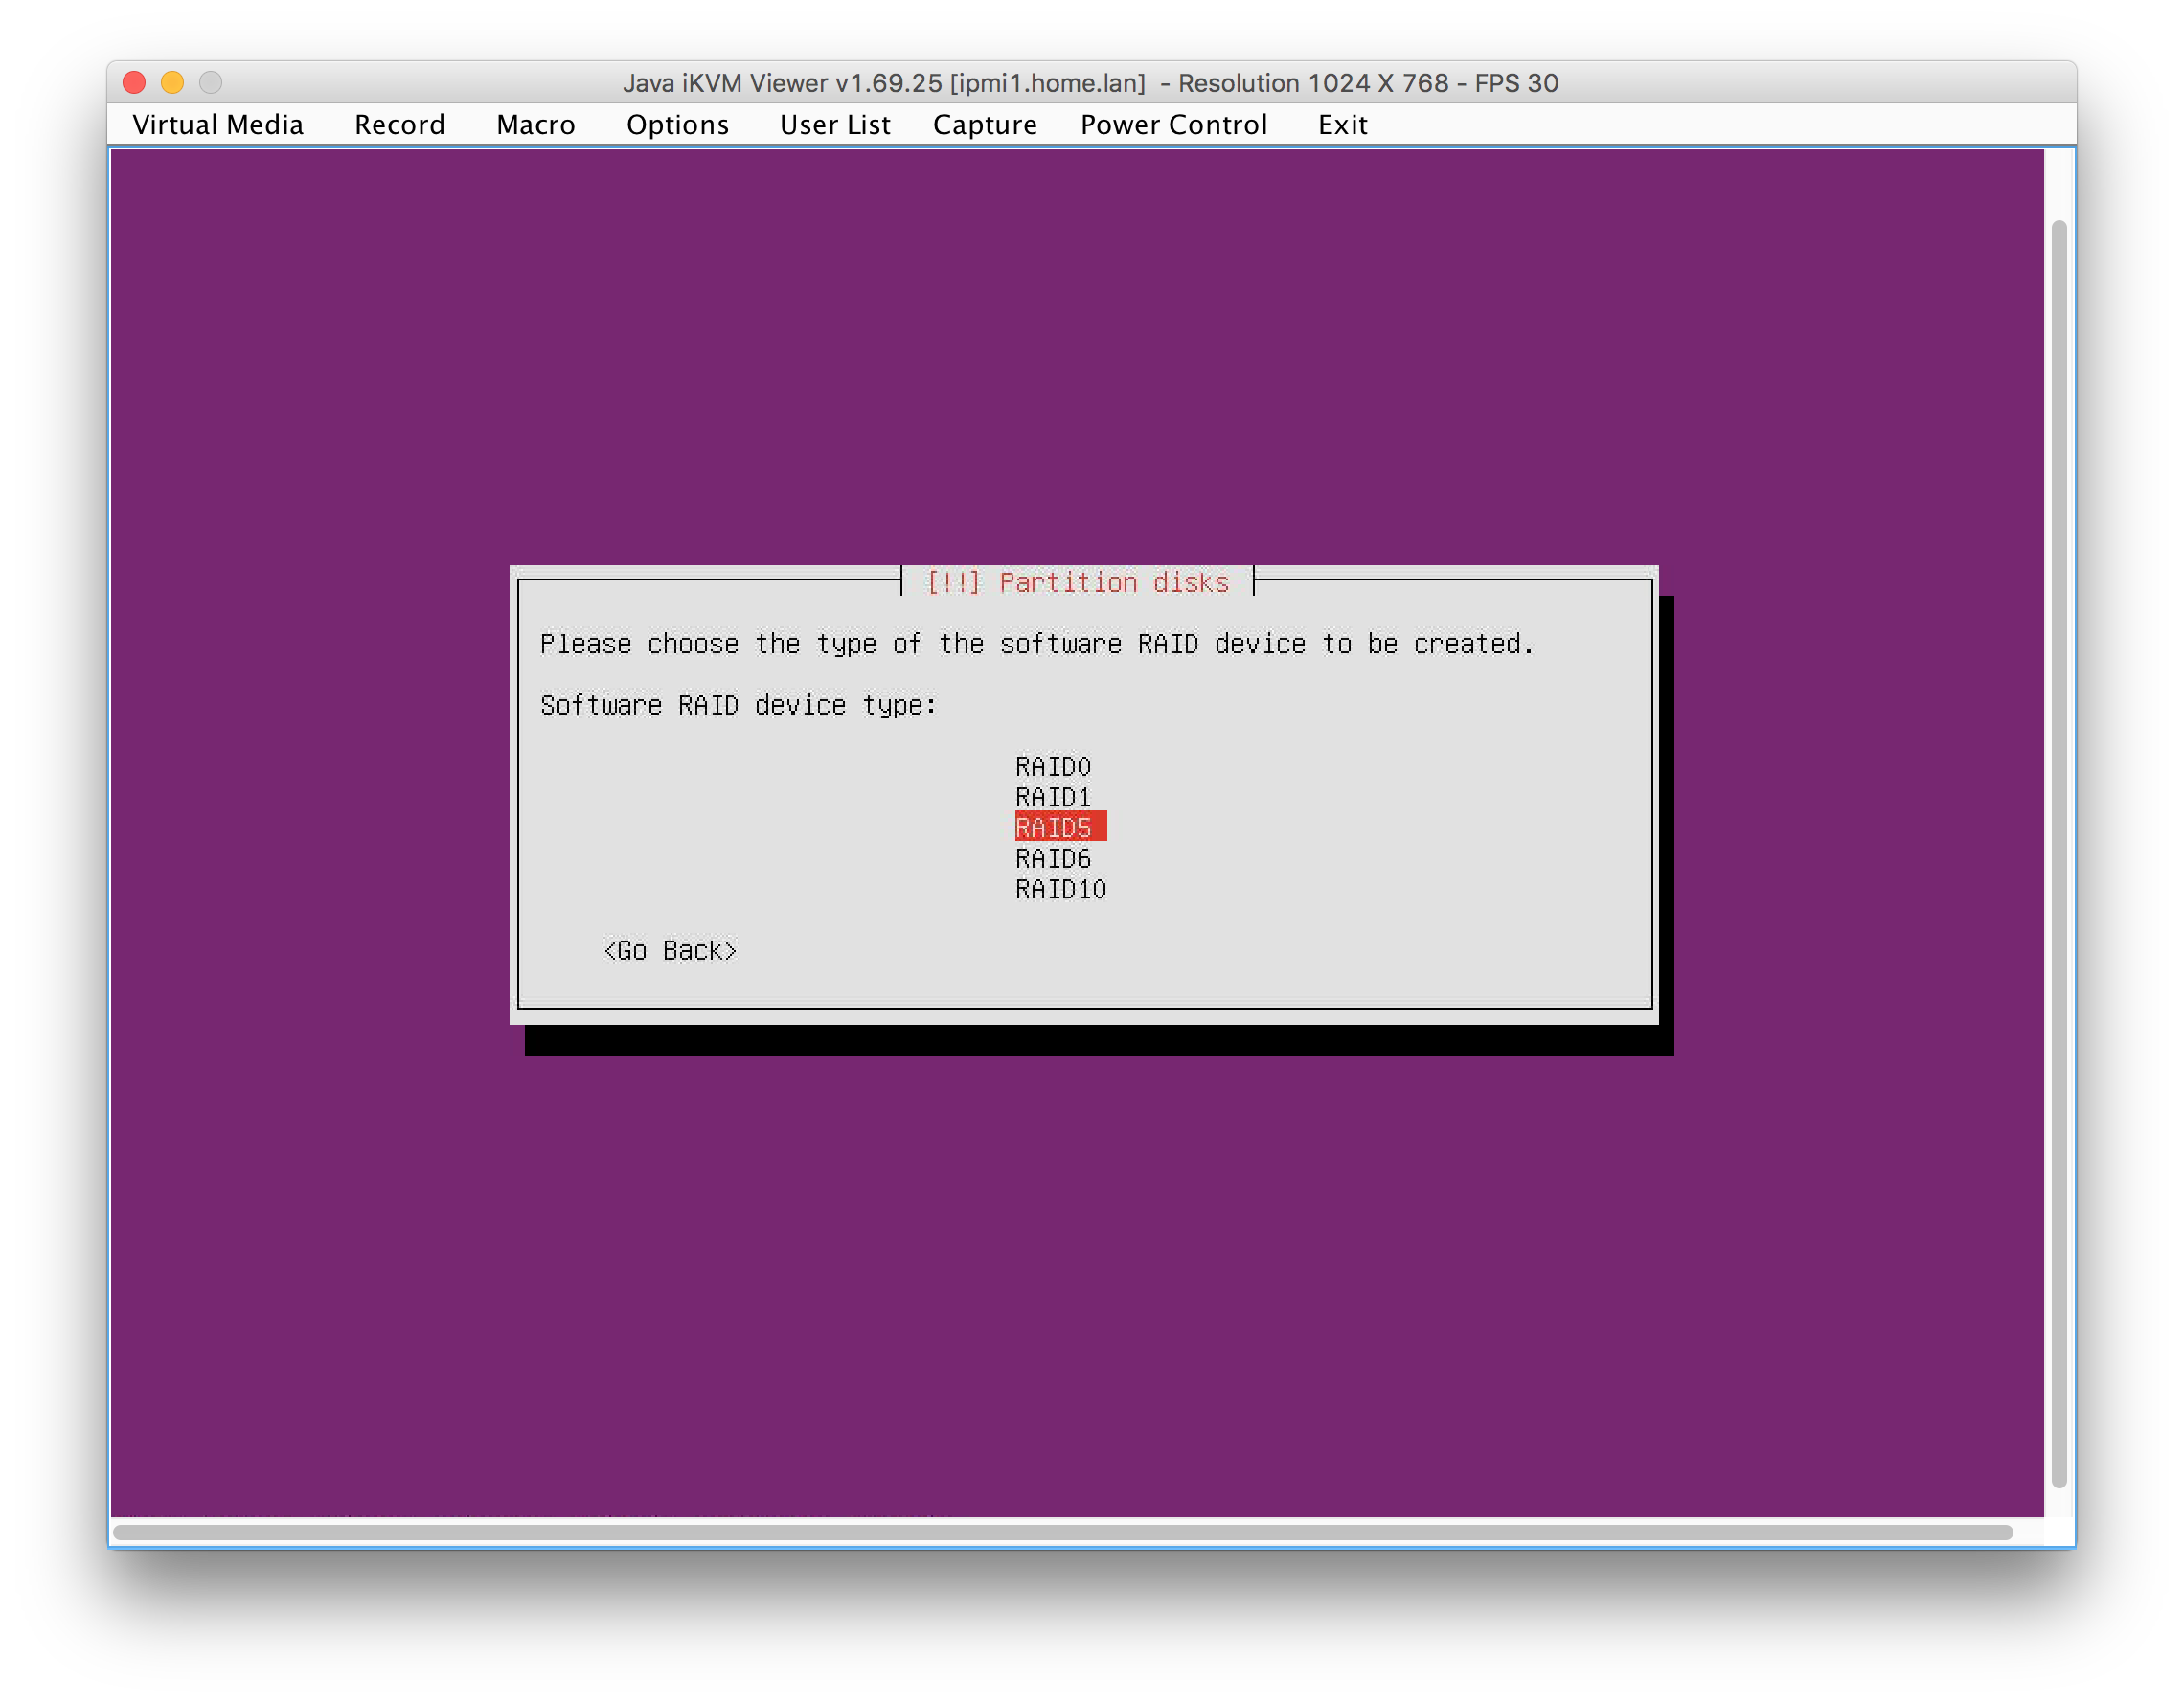 Java iKVM Viewer v1.69.25 [ipmi1.home.lan]  - Resolution 1024 X 768 - FPS 30
Virtual Media Record Macro Options User List Capture Power Control Exit
[!!] Partition disks
Please choose the type of the software RAID device to be created.
Software RAID device type:
RAID0
RAID1
RAID5
RAID6
RAID10
<Go Back>